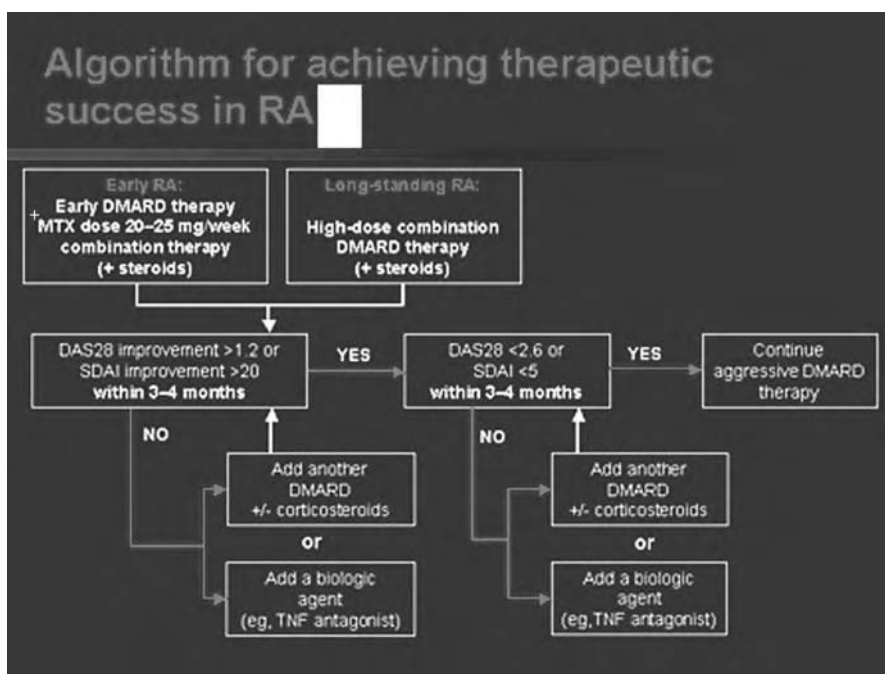 Algorithm for achieving therapeutic
success in RA
Early RA:
Early DMARD therapy
+MTX dose 20–25 mg/week
combination therapy
(+ steroids)
Long-standing RA:
High-dose combination
DMARD therapy
(+ steroids)
DAS28 improvement >1.2 or
SDAI improvement >20
within 3–4 months
YES
DAS28 <2.6 or
SDAI <5
within 3–4 months
YES
Continue
aggressive DMARD
therapy
NO
Add another
DMARD
+/- corticosteroids
or
Add a biologic
agent
(eg, TNF antagonist)
NO
Add another
DMARD
+/- corticosteroids
or
Add a biologic
agent
(eg,TNF antagonist)